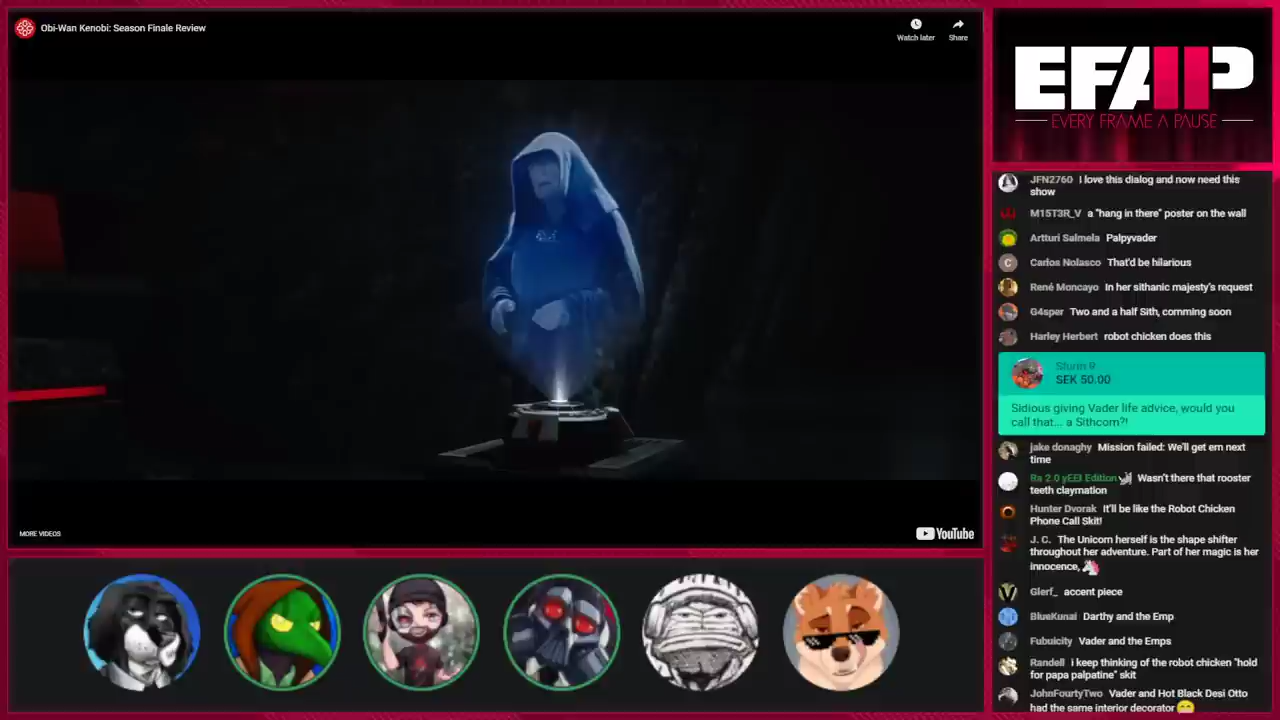 Obi-Wan Kenobi: Season Finale Review
Watch later
Share
MORE VIDEOS
YouTube
EFAP
EVERY FRAME A PAUSE
JFN2760 I love this dialog and now need this
show
M15T3R_V a "hang in there" poster on the wall
Artturi Salmela Palpyvader
C
Carlos Nolasco That'd be hilarious
René Moncayo In her sithanic majesty's request
G4sper Two and a half Sith, comming soon
Harley Herbert robot chicken does this
Sturm 9
SEK 50.00
Sidious giving Vader life advice, would you
call that... a Sithcom?!
jake donaghy Mission failed: We'll get em next
time
Ra 2.0 yEEt Edition Wasn't there that rooster
teeth claymation
Hunter Dvorak It'll be like the Robot Chicken
Phone Call Skit!
J. C. The Unicorn herself is the shape shifter
throughout her adventure. Part of her magic is her
innocence,
Glerf_ accent piece
BlueKunai Darthy and the Emp
Fubuicity Vader and the Emps
Randell i keep thinking of the robot chicken "hold
for papa palpatine" skit
JohnFourtyTwo Vader and Hot Black Desi Otto
had the same interior decorator